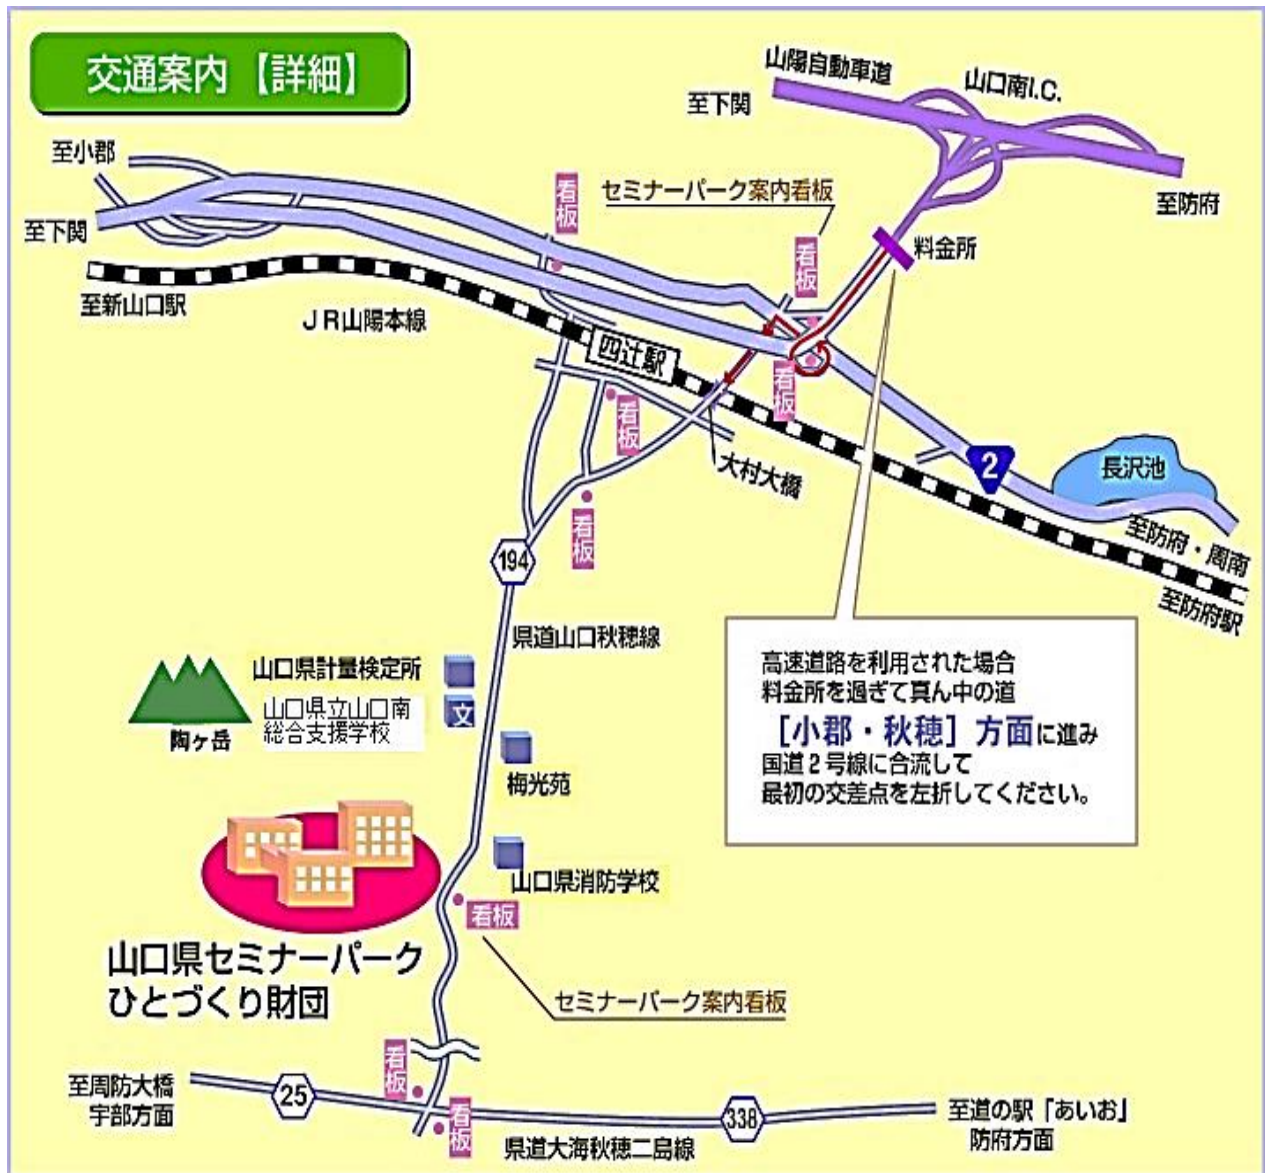 交通案内【詳細】
山陽自動車道
山口南I.C.
至下関
至防府
至小郡
至下関
看板
セミナーパーク案内看板
看板
料金所
至新山口駅
JR山陽本線
四辻駅
看板
看板
大村大橋
2
長沢池
至防府・周南
至防府駅
看板
194
県道山口秋穂線
高速道路を利用された場合
料金所を過ぎて真ん中の道
[小郡・秋穂]方面に進み
国道2号線に合流して
最初の交差点を左折してください。
山口県計量検定所
山口県立山口南
総合支援学校
文
陶ヶ岳
梅光苑
山口県消防学校
看板
山口県セミナーパーク
ひとづくり財団
セミナーパーク案内看板
看板
至周防大橋
宇部方面
25
看板
県道大海秋穂二島線
338
至道の駅「あいお」
防府方面